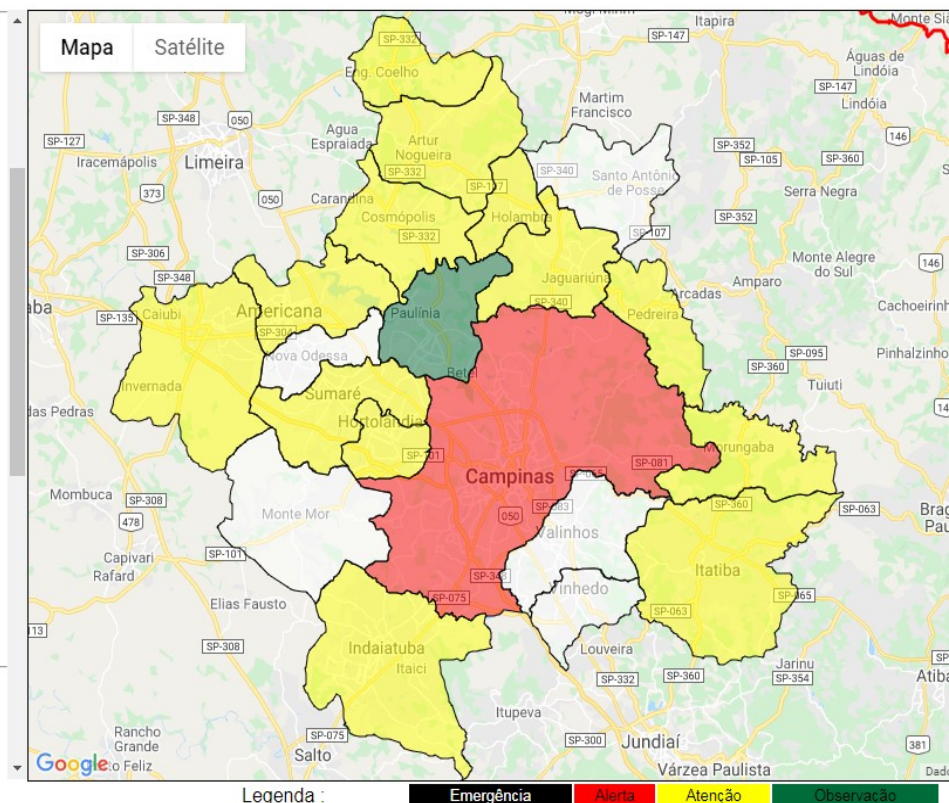 Mapa
Satélite
SP-332
Eng. Coelho
SP-147
Itapira
Águas de
Lindóia
SP-147
Lindóia
Martim
Francisco
SP-348
050
SP-127
Iracemápolis
Limeira
Agua
Espraiada
Artur
Nogueira
SP-332
SP-340
Santo Antônio
de Posse
SP-352
SP-105
SP-360
146
Serra Negra
373
050
Cosmópolis
SP-332
Holambra
SP-107
SP-352
SP-306
SP-348
Monte Alegre
do Sul
146
Jaguariúna
SP-340
Arcadas
Amparo
Pedreira
SP-135
Caiubi
Americana
SP-304
Paulínia
Nova Odessa
SP-095
SP-360
Tuiuti
Invernada
Sumaré
Hortolândia
SP-101
Campinas
SP-081
Morungaba
SP-360
SP-063
Mombuca
SP-308
478
Monte Mor
050
Valinhos
Capivari
Rafard
SP-101
Itatiba
SP-075
Vinhedo
SP-063
SP-065
Elias Fausto
SP-308
Indaiatuba
Itaici
Louveira
SP-332
SP-360
Jarinu
SP-354
Itupeva
Rancho
Grande
SP-075
Salto
SP-300
Jundiaí
381
Google
Várzea Paulista
Legenda :
Emergência
Alerta
Atenção
Observação